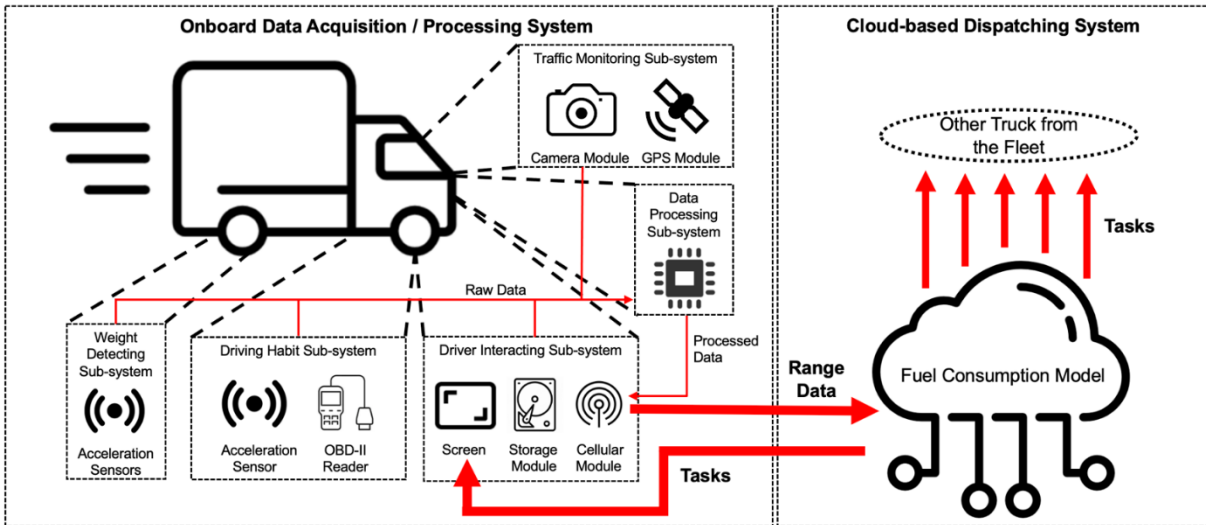 Onboard Data Acquisition / Processing System
Traffic Monitoring Sub-system
Camera Module
GPS Module
Data
Processing
Sub-system
Raw Data
Processed
Data
Weight
Detecting
Sub-system
Acceleration
Sensors
Driving Habit Sub-system
Acceleration
Sensor
OBD-II
Reader
Driver Interacting Sub-system
Screen
Storage
Module
Cellular
Module
Range
Data
Tasks
Cloud-based Dispatching System
Other Truck from
the Fleet
Tasks
Fuel Consumption Model